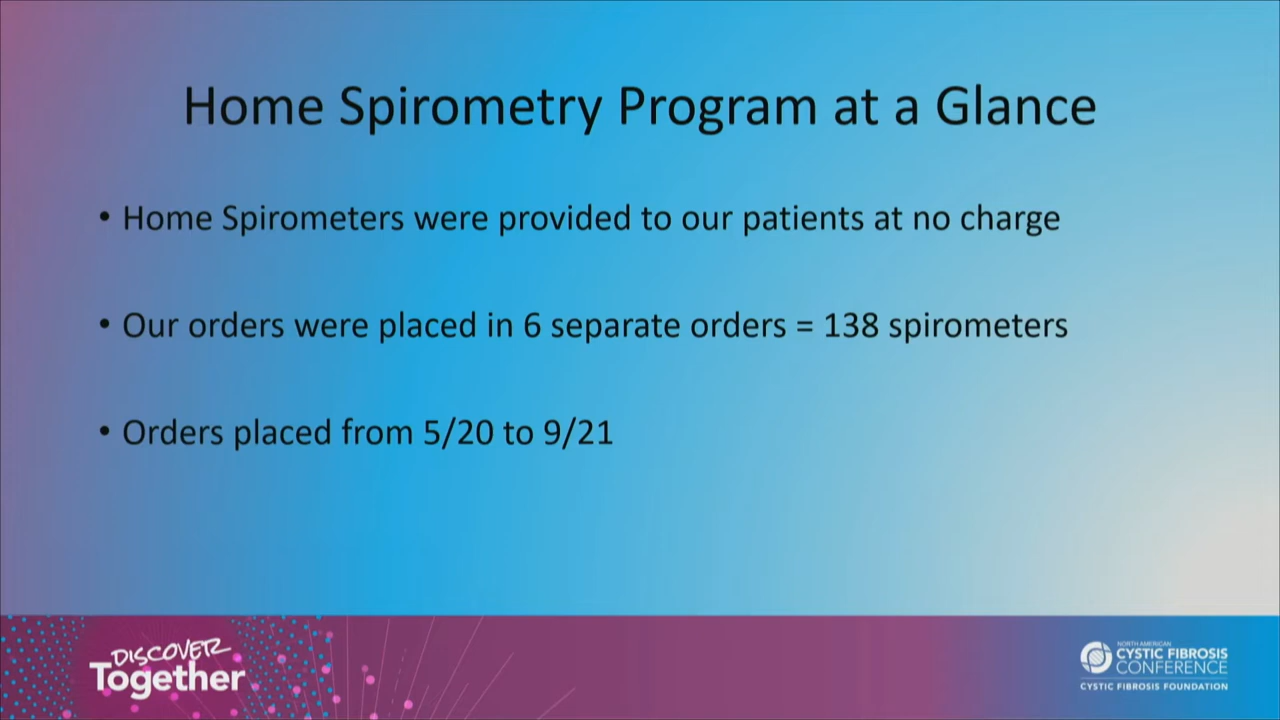 Home Spirometry Program at a Glance
• Home Spirometers were provided to our patients at no charge
• Our orders were placed in 6 separate orders = 138 spirometers
• Orders placed from 5/20 to 9/21
DISCOVER
Together
NORTH AMERICAN
CYSTIC FIBROSIS
CONFERENCE
CYSTIC FIBROSIS FOUNDATION